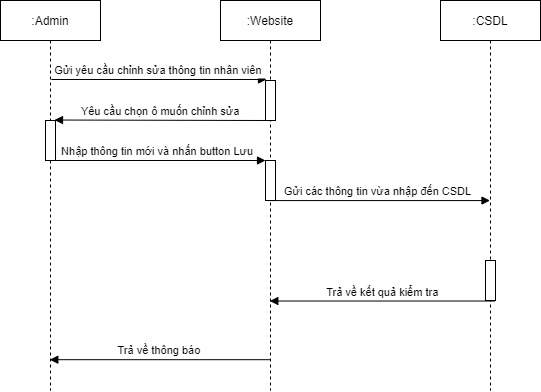 :Admin
:Website
:CSDL
Gửi yêu cầu chỉnh sửa thông tin nhân viên
Yêu cầu chọn ô muốn chỉnh sửa
Nhập thông tin mới và nhấn button Lưu
Gửi các thông tin vừa nhập đến CSDL
Trả về kết quả kiểm tra
Trả về thông báo